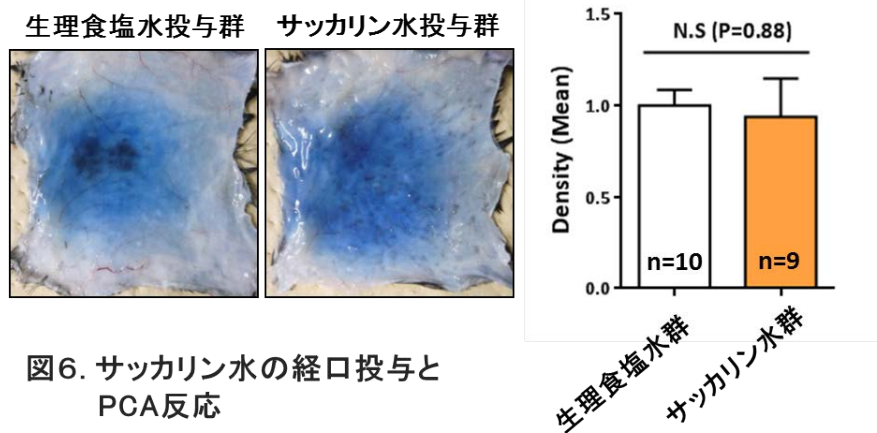 生理食塩水投与群
サッカリン水投与群
1.5
1.0
0.5
0.0
Density (Mean)
N.S (P=0.88)
n=10
n=9
生理食塩水群
サッカリン水群
図6. サッカリン水の経口投与と
PCA反応